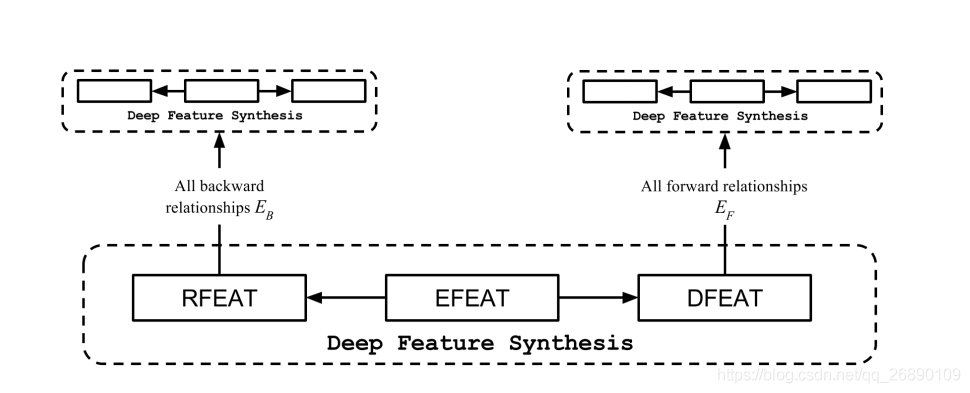 Deep Feature Synthesis
Deep Feature Synthesis
All backward
relationships E_B
All forward relationships
E_F
RFEAT
EFEAT
DFEAT
Deep Feature Synthesis
https://blog.csdn.net/qq_26890109